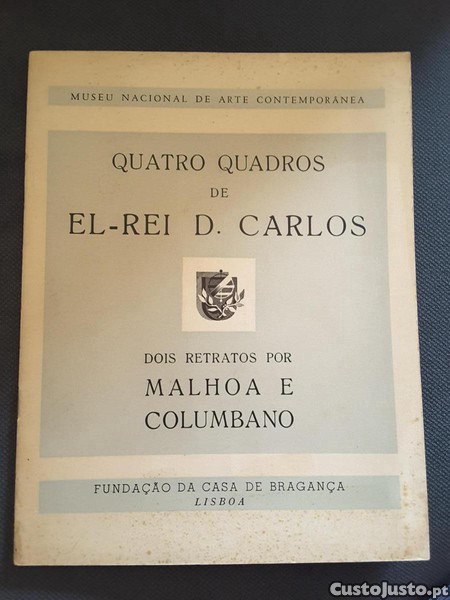 MUSEU NACIONAL DE ARTE CONTEMPORÂNEA
QUATRO QUADROS
DE
EL-REI D. CARLOS
DOIS RETRATOS POR
MALHOA E
COLUMBANO
FUNDAÇÃO DA CASA DE BRAGANÇA
LISBOA
CustoJusto.pt